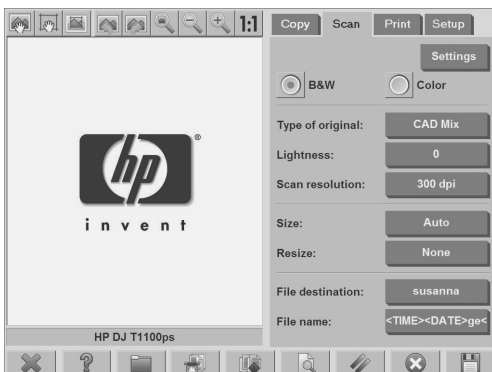 1:1
Copy
Scan
Print
Setup
Settings
B&W
Color
Type of original:
CAD Mix
Lightness:
0
Scan resolution:
300 dpi
hp
®
invent
Size:
Auto
Resize:
None
File destination:
susanna
File name:
<TIME><DATE>ge<
HP DJ T1100ps
?